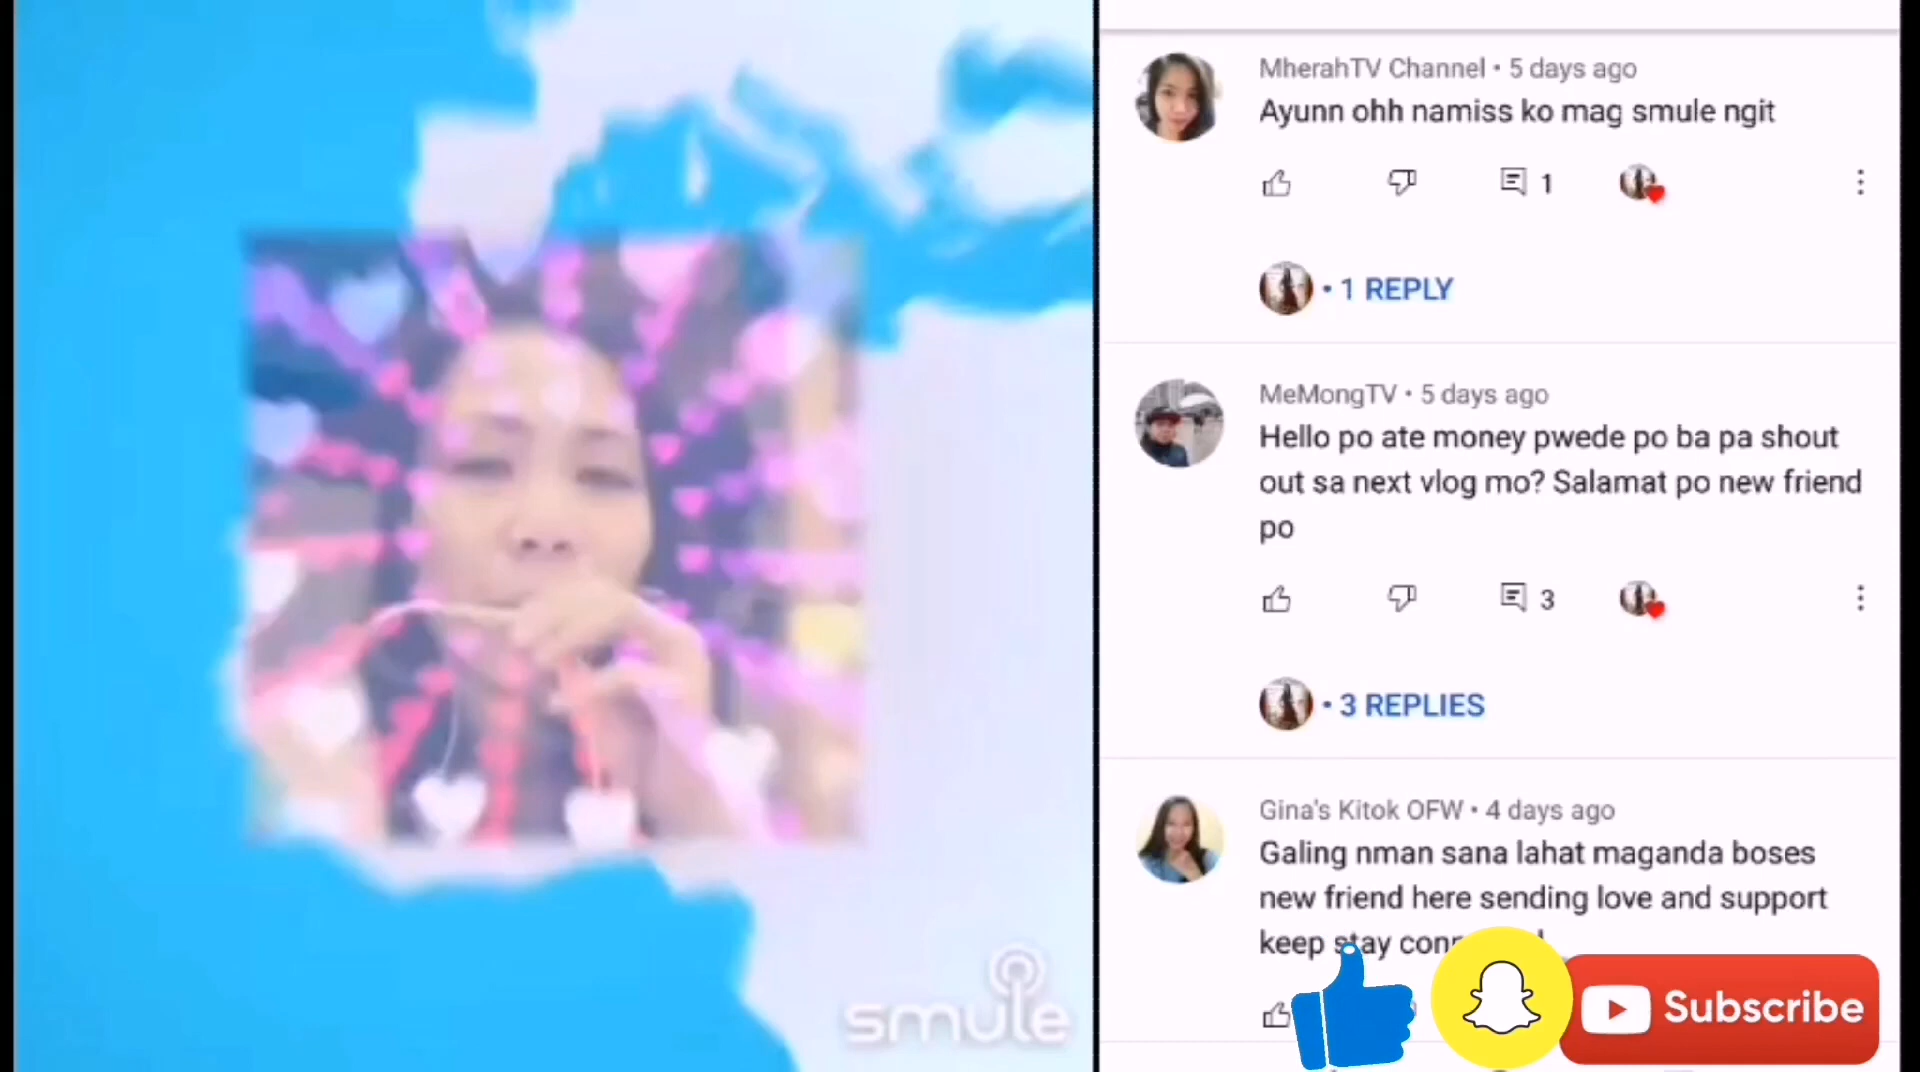 MherahTV Channel • 5 days ago
Ayunn ohh namiss ko mag smule ngit
1
• 1 REPLY
MeMongTV • 5 days ago
Hello po ate money pwede po ba pa shout
out sa next vlog mo? Salamat po new friend
po
3
• 3 REPLIES
Gina's Kitok OFW • 4 days ago
Galing nman sana lahat maganda boses
new friend here sending love and support
keep stay
smule
Subscribe